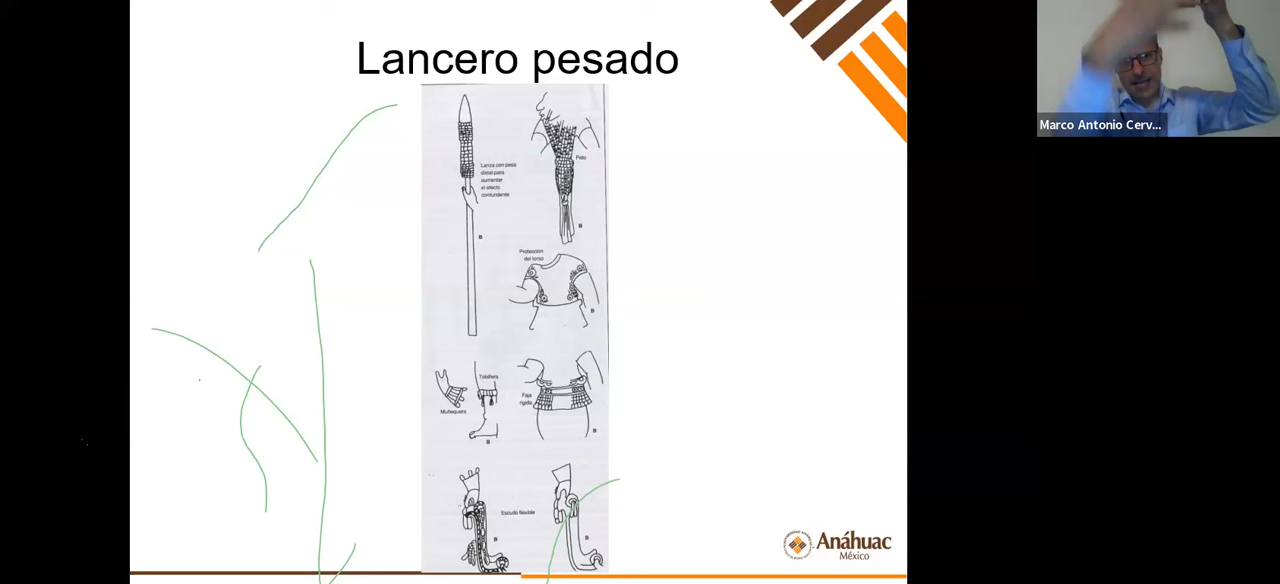 Lancero pesado
Marco Antonio Cerv...
Lanza con pesa
distal para
aumentar
el efecto
contundente
Peto
B
B
Protección
del torso
B
Tobillera
Muñequera
B
Faja
rígida
B
Escudo flexible
B
B
Anáhuac
México